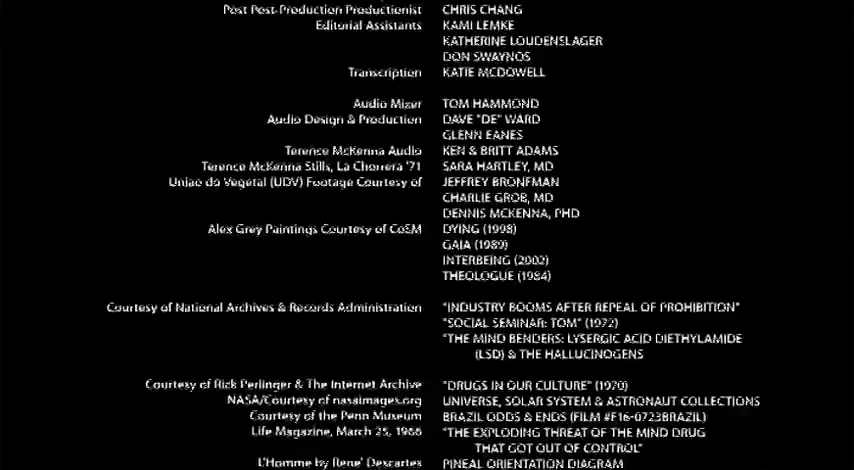 Post Post-Production Productionist CHRIS CHANG
Editorial Assistants KAMI LEMKE
KATHERINE LOUDENSLAGER
DON SWAYNOS
Transcription KATIE MCDOWELL
Audio Mixer TOM HAMMOND
Audio Design & Production DAVE "DE" WARD
GLENN EANES
Terence McKenna Audio KEN & BRITT ADAMS
Terence McKenna Stills, La Chorrera '71 SARA HARTLEY, MD
Uniao do Vegetal (UDV) Footage Courtesy of JEFFREY BRONFMAN
CHARLIE GROB, MD
DENNIS MCKENNA, PHD
Alex Grey Paintings Courtesy of CoSM DYING (1998)
GAIA (1989)
INTERBEING (2002)
THEOLOGUE (1984)
Courtesy of National Archives & Records Administration "INDUSTRY BOOMS AFTER REPEAL OF PROHIBITION"
"SOCIAL SEMINAR: TOM" (1972)
"THE MIND BENDERS: LYSERGIC ACID DIETHYLAMIDE
(LSD) & THE HALLUCINOGENS
Courtesy of Rick Perlinger & The Internet Archive "DRUGS IN OUR CULTURE" (1970)
NASA/Courtesy of nasaimages.org UNIVERSE, SOLAR SYSTEM & ASTRONAUT COLLECTIONS
Courtesy of the Penn Museum BRAZIL ODDS & ENDS (FILM #F16-0723BRAZIL)
Life Magazine, March 25, 1966 "THE EXPLODING THREAT OF THE MIND DRUG
THAT GOT OUT OF CONTROL"
L'Homme by Rene' Descartes PINEAL ORIENTATION DIAGRAM